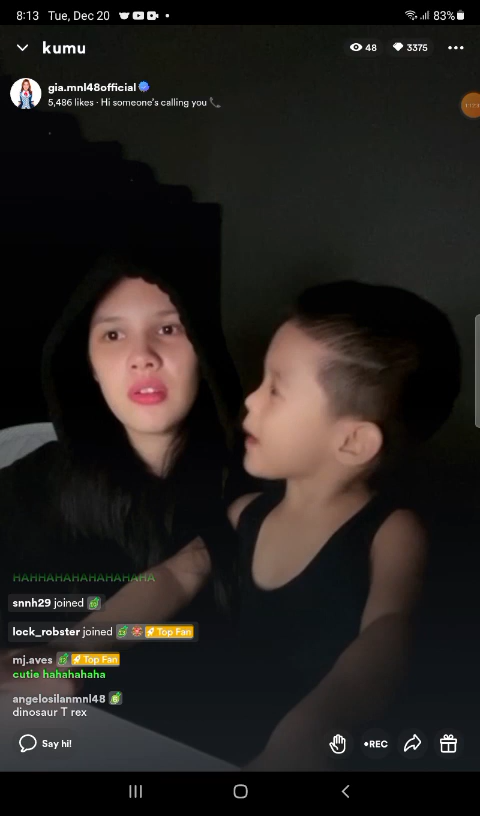 8:13 Tue, Dec 20
83%
kumu
48
3375
gia.mnl48official
5,486 likes · Hi someone's calling you 📞
HAHHAHAHAHAHAHAHA
snnh29 joined
lock_robster joined Top Fan
mj.aves Top Fan
cutie hahahahaha
angelosilanmnl48
dinosaur T rex
Say hi!
•REC